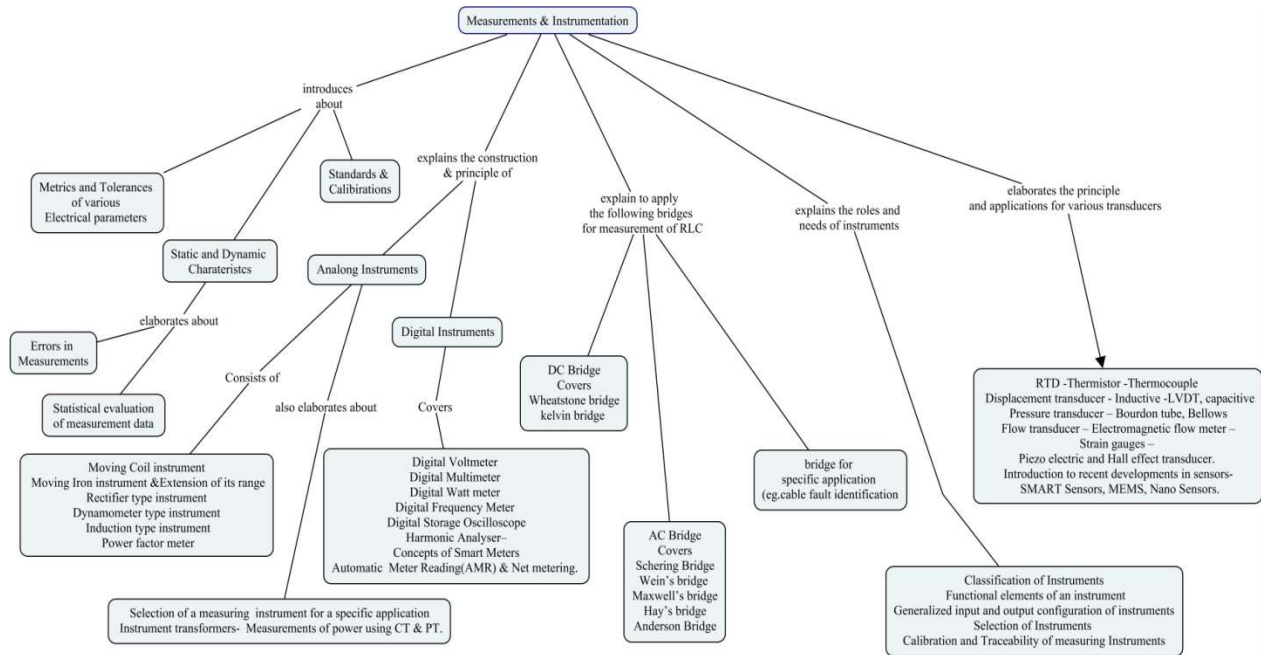 Measurements & Instrumentation
introduces
about
Metrics and Tolerances
of various
Electrical parameters
Standards &
Calibirations
Static and Dynamic
Charateristcs
elaborates about
Errors in
Measurements
Statistical evaluation
of measurement data
explains the construction
& principle of
Analong Instruments
Consists of
Moving Coil instrument
Moving Iron instrument &Extension of its range
Rectifier type instrument
Dynamometer type instrument
Induction type instrument
Power factor meter
also elaborates about
Selection of a measuring instrument for a specific application
Instrument transformers- Measurements of power using CT & PT.
Digital Instruments
Covers
Digital Voltmeter
Digital Multimeter
Digital Watt meter
Digital Frequency Meter
Digital Storage Oscilloscope
Harmonic Analyser–
Concepts of Smart Meters
Automatic Meter Reading(AMR) & Net metering.
explain to apply
the following bridges
for measurement of RLC
DC Bridge
Covers
Wheatstone bridge
kelvin bridge
AC Bridge
Covers
Schering Bridge
Wein's bridge
Maxwell's bridge
Hay's bridge
Anderson Bridge
bridge for
specific application
(eg.cable fault identification
explains the roles and
needs of instruments
Classification of Instruments
Functional elements of an instrument
Generalized input and output configuration of instruments
Selection of Instruments
Calibration and Traceability of measuring Instruments
elaborates the principle
and applications for various transducers
RTD -Thermistor -Thermocouple
Displacement transducer - Inductive -LVDT, capacitive
Pressure transducer – Bourdon tube, Bellows
Flow transducer – Electromagnetic flow meter –
Strain gauges –
Piezo electric and Hall effect transducer.
Introduction to recent developments in sensors-
SMART Sensors, MEMS, Nano Sensors.